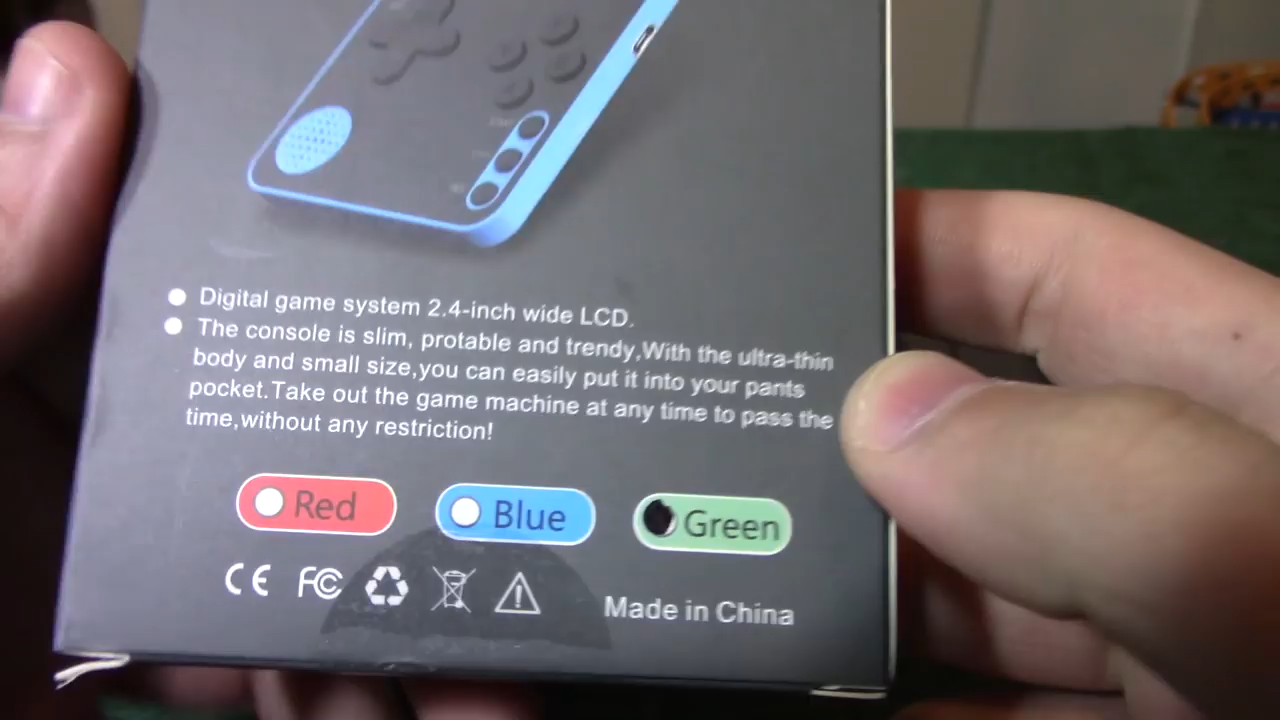 Digital game system 2.4-inch wide LCD.
The console is slim, protable and trendy,With the ultra-thin
body and small size,you can easily put it into your pants
pocket.Take out the game machine at any time to pass the
time,without any restriction!
Red Blue Green
CE FC Made in China